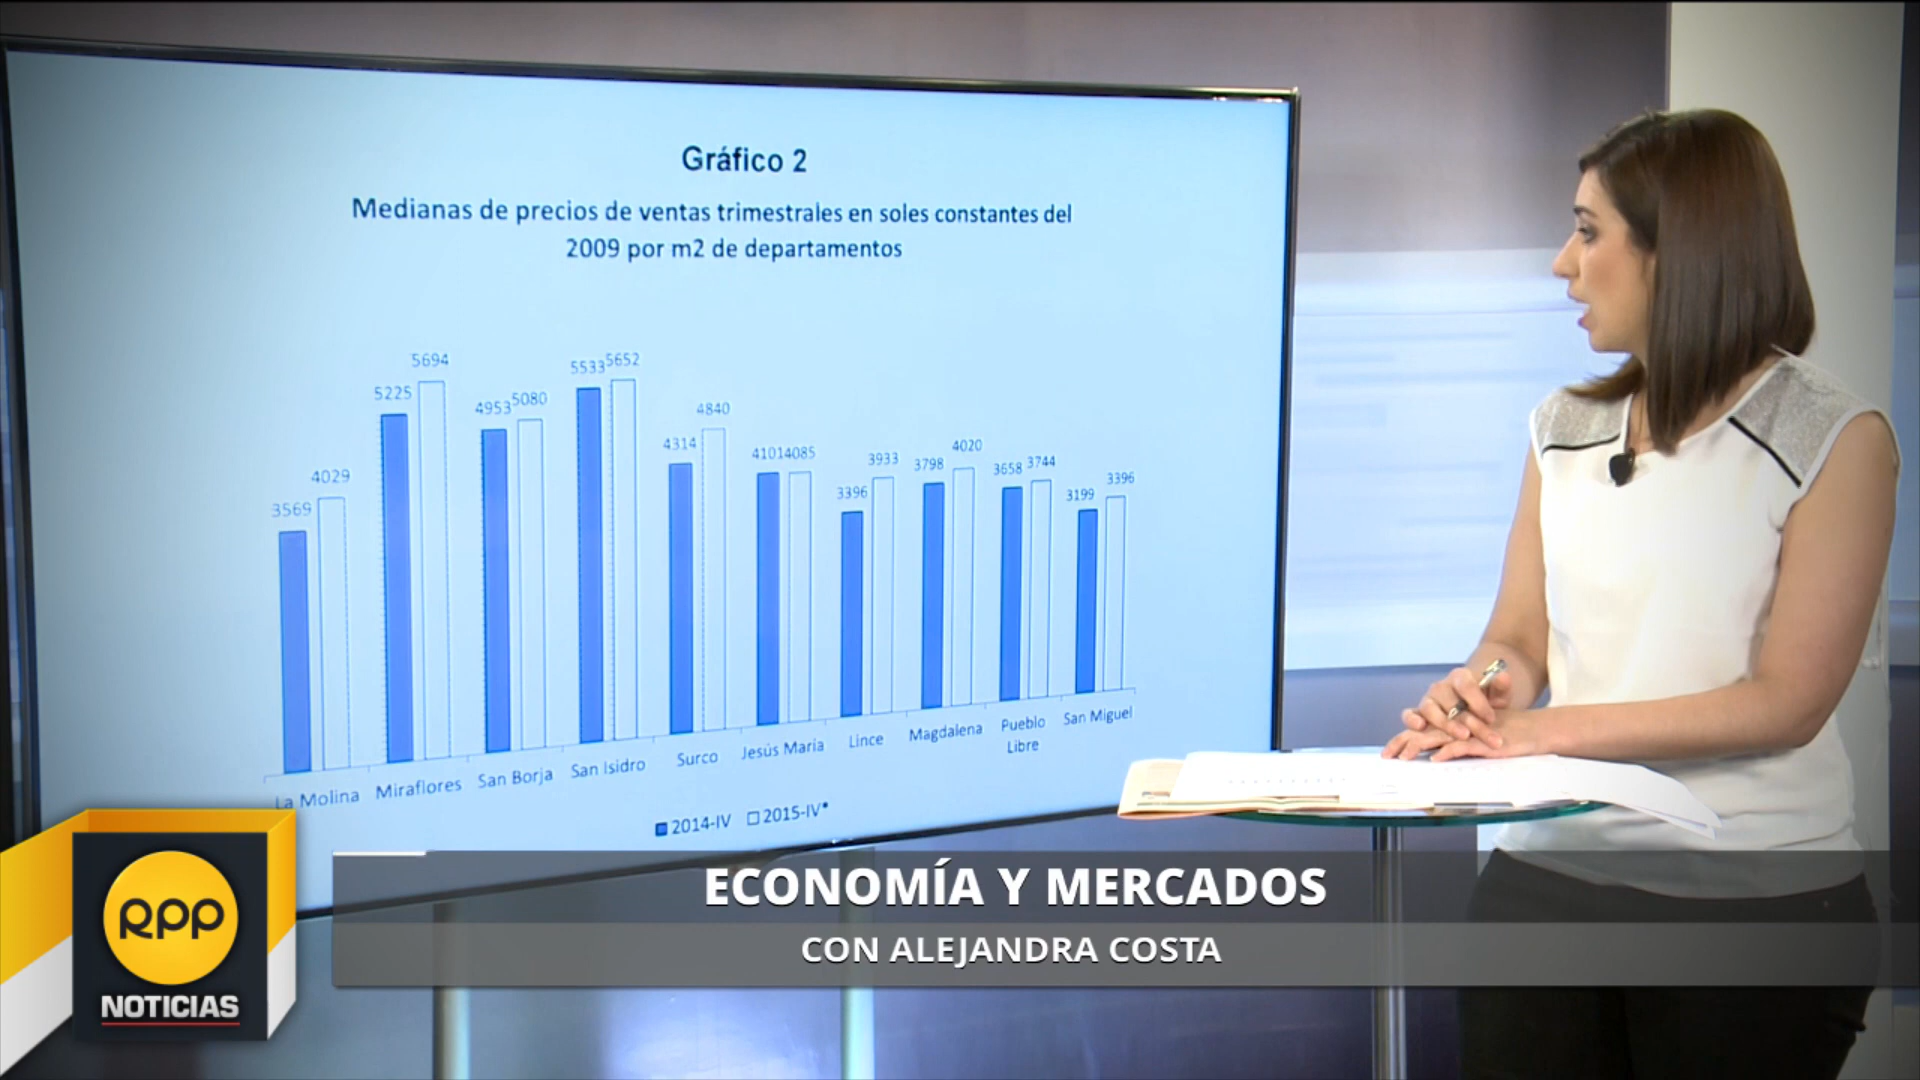 Gráfico 2
Medianas de precios de ventas trimestrales en soles constantes del
2009 por m2 de departamentos
3569 4029
5225 5694
4953 5080
5533 5652
4314 4840
4101 4085
3396 3933
3798 4020
3658 3744
3199 3396
La Molina
Miraflores
San Borja
San Isidro
Surco
Jesús María
Lince
Magdalena
Pueblo
Libre
San Miguel
2014-IV 2015-IV*
ECONOMÍA Y MERCADOS
CON ALEJANDRA COSTA
RPP
NOTICIAS